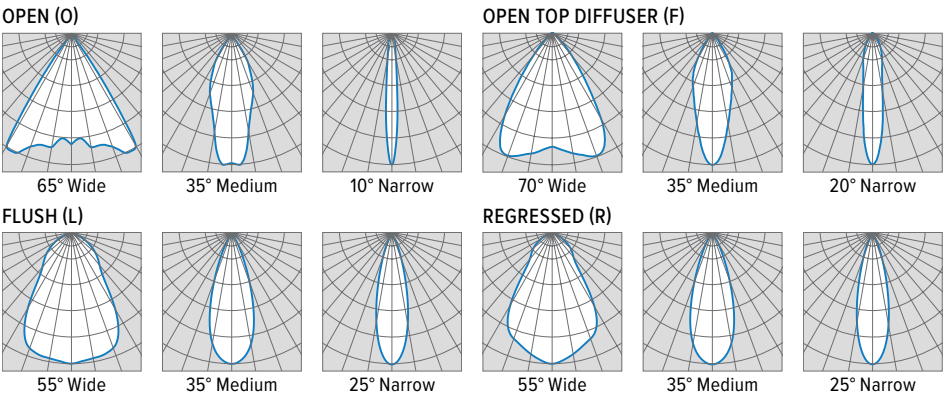 OPEN (O)
65° Wide
35° Medium
10° Narrow
OPEN TOP DIFFUSER (F)
70° Wide
35° Medium
20° Narrow
FLUSH (L)
55° Wide
35° Medium
25° Narrow
REGRESSED (R)
55° Wide
35° Medium
25° Narrow